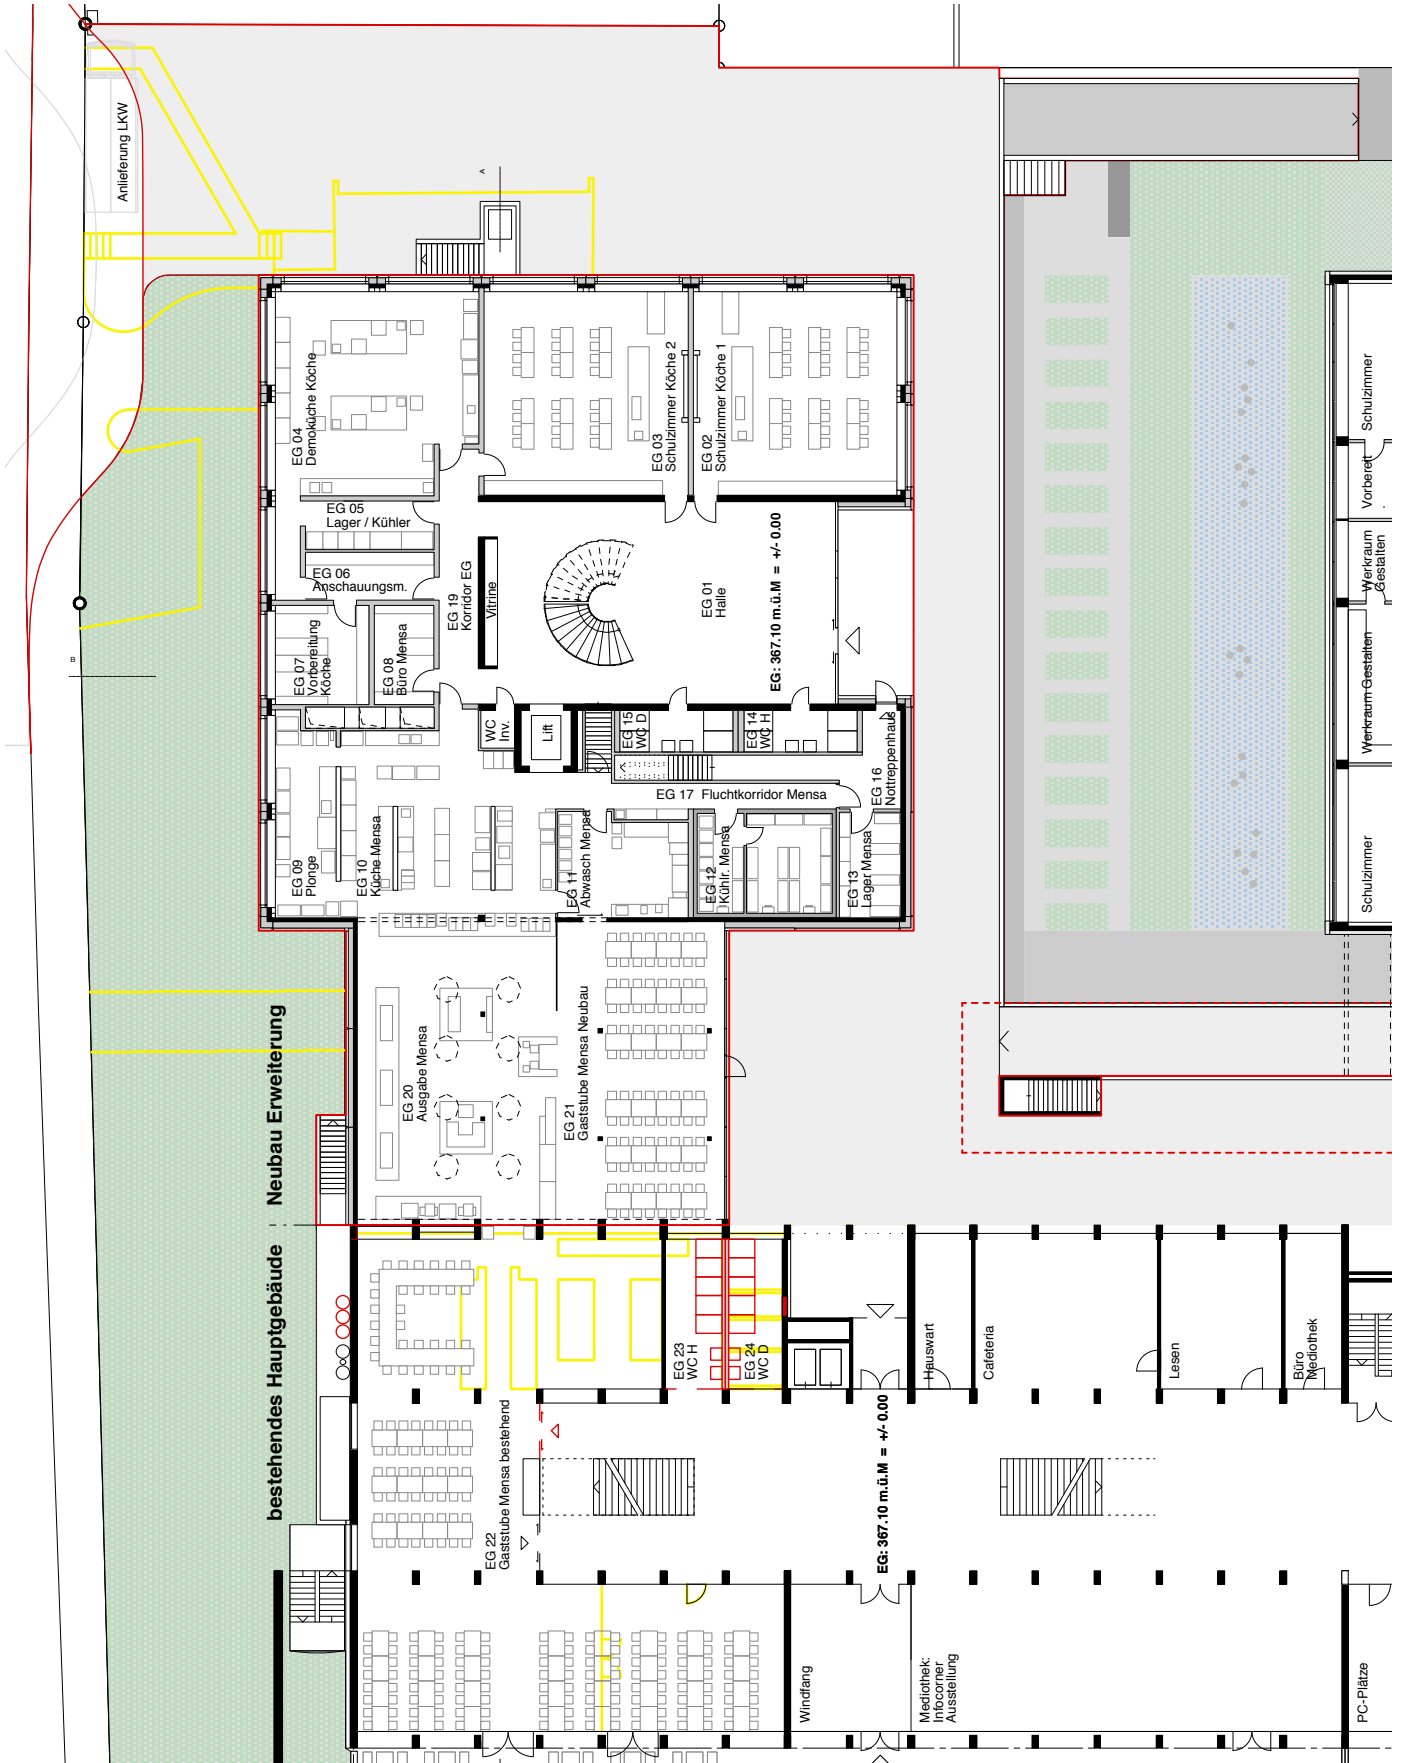 Anlieferung LKW
A
EG 04
Demoküche Köche
EG 03
Schulzimmer Köche 2
EG 02
Schulzimmer Köche 1
EG 05
Lager / Kühler
EG 06
Anschauungsm.
EG 19
Korridor EG
Vitrine
EG 01
Halle
EG: 367.10 m.ü.M = +/- 0.00
B
EG 07
Vorbereitung
Köche
EG 08
Büro Mensa
WC
Inv.
Lift
EG 15
WC D
EG 14
WC H
EG 16
Nottreppenhaus
EG 17 Fluchtkorridor Mensa
EG 09
Plonge
EG 10
Küche Mensa
EG 11
Abwasch Mensa
EG 12
Kühlr. Mensa
EG 13
Lager Mensa
Schulzimmer
Vorbereit
.
Werkraum
Gestalten
Werkraum Gestalten
Schulzimmer
Neubau Erweiterung
EG 20
Ausgabe Mensa
EG 21
Gaststube Mensa Neubau
bestehendes Hauptgebäude
EG 23
WC H
EG 24
WC D
Hauswart
Cafeteria
Lesen
Büro
Mediothek
EG 22
Gaststube Mensa bestehend
EG: 367.10 m.ü.M = +/- 0.00
Windfang
Mediothek:
Infocorner
Ausstellung
PC-Plätze